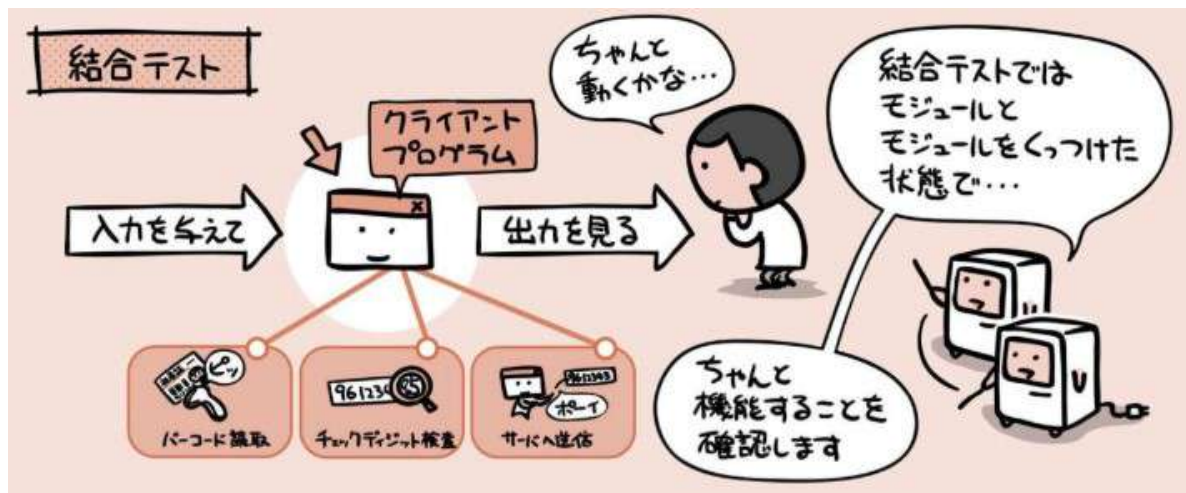 結合テスト
クライアント
プログラム
入力を与えて
出力を見る
ちゃんと
動くかな…
結合テストでは
モジュールと
モジュールをくっつけた
状態で…
ちゃんと
機能することを
確認します
ピッ
バーコード読取
961234
チェックディジット検査
ポーイ
サーバへ送信